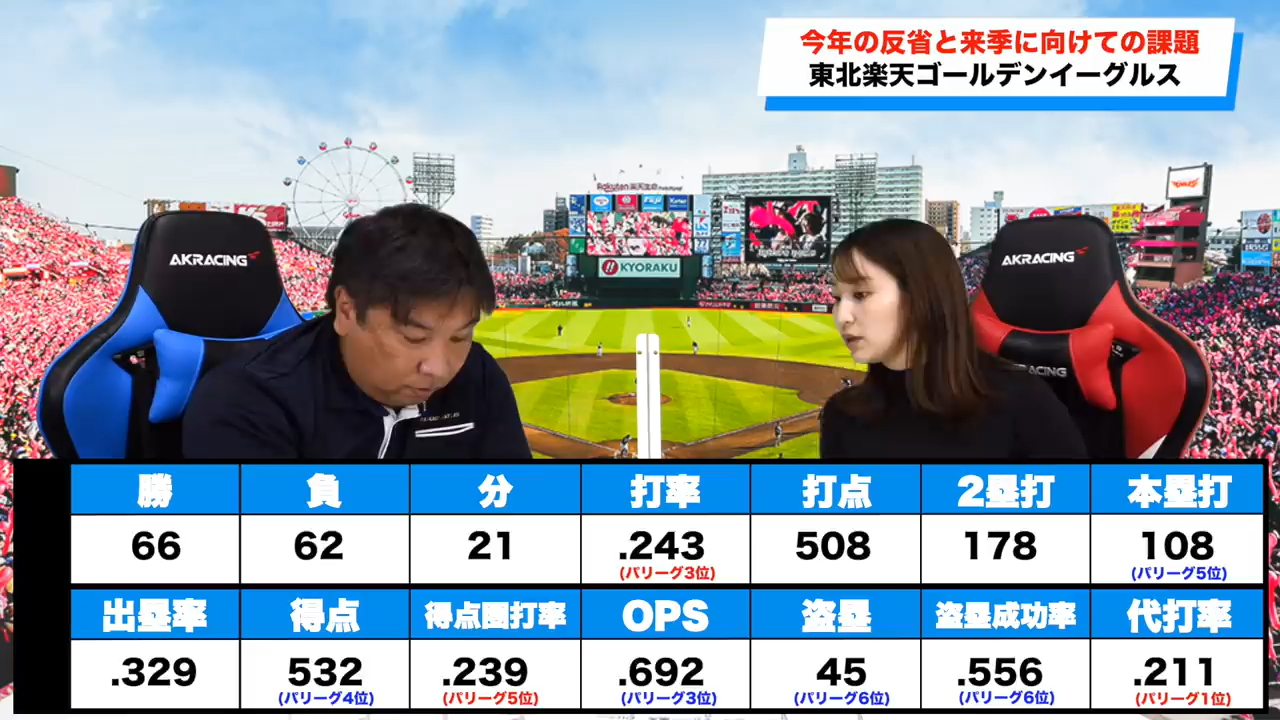 今年の反省と来季に向けての課題
東北楽天ゴールデンイーグルス
Rakuten 楽天生命
KYORAKU
AKRACING
AKRACING
RACING
勝 負 分 打率 打点 2塁打 本塁打
66 62 21 .243 508 178 108
(パリーグ3位) (パリーグ5位)
出塁率 得点 得点圏打率 OPS 盗塁 盗塁成功率 代打率
.329 532 .239 .692 45 .556 .211
(パリーグ4位) (パリーグ5位) (パリーグ3位) (パリーグ6位) (パリーグ6位) (パリーグ1位)